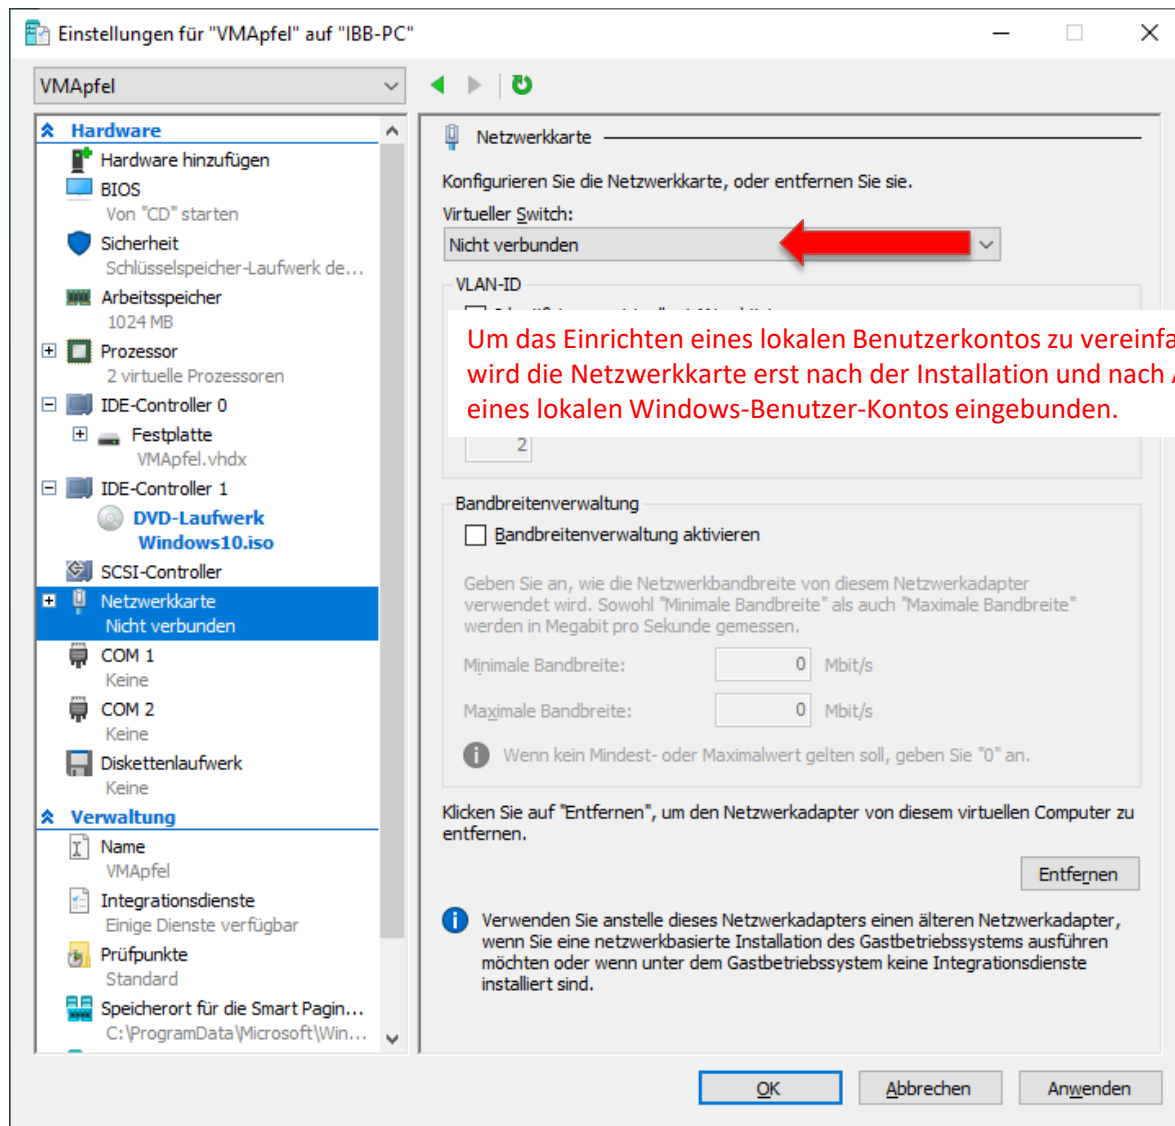 Einstellungen für "VMApfel" auf "IBB-PC"
VMApfel
Hardware
Hardware hinzufügen
BIOS
Von "CD" starten
Sicherheit
Schlüsselspeicher-Laufwerk de...
Arbeitsspeicher
1024 MB
Prozessor
2 virtuelle Prozessoren
IDE-Controller 0
Festplatte
VMApfel.vhdx
IDE-Controller 1
DVD-Laufwerk
Windows10.iso
SCSI-Controller
Netzwerkkarte
Nicht verbunden
COM 1
Keine
COM 2
Keine
Diskettenlaufwerk
Keine
Verwaltung
Name
VMApfel
Integrationsdienste
Einige Dienste verfügbar
Prüfpunkte
Standard
Speicherort für die Smart Pagin...
C:\ProgramData\Microsoft\Win...
Netzwerkkarte
Konfigurieren Sie die Netzwerkkarte, oder entfernen Sie sie.
Virtueller Switch:
Nicht verbunden
VLAN-ID
Um das Einrichten eines lokalen Benutzerkontos zu vereinfa
wird die Netzwerkkarte erst nach der Installation und nach A
eines lokalen Windows-Benutzer-Kontos eingebunden.
2
Bandbreitenverwaltung
Bandbreitenverwaltung aktivieren
Geben Sie an, wie die Netzwerkbandbreite von diesem Netzwerkadapter
verwendet wird. Sowohl "Minimale Bandbreite" als auch "Maximale Bandbreite"
werden in Megabit pro Sekunde gemessen.
Minimale Bandbreite: 0 Mbit/s
Maximale Bandbreite: 0 Mbit/s
Wenn kein Mindest- oder Maximalwert gelten soll, geben Sie "0" an.
Klicken Sie auf "Entfernen", um den Netzwerkadapter von diesem virtuellen Computer zu
entfernen.
Entfernen
Verwenden Sie anstelle dieses Netzwerkadapters einen älteren Netzwerkadapter,
wenn Sie eine netzwerkbasierte Installation des Gastbetriebssystems ausführen
möchten oder wenn unter dem Gastbetriebssystem keine Integrationsdienste
installiert sind.
OK Abbrechen Anwenden